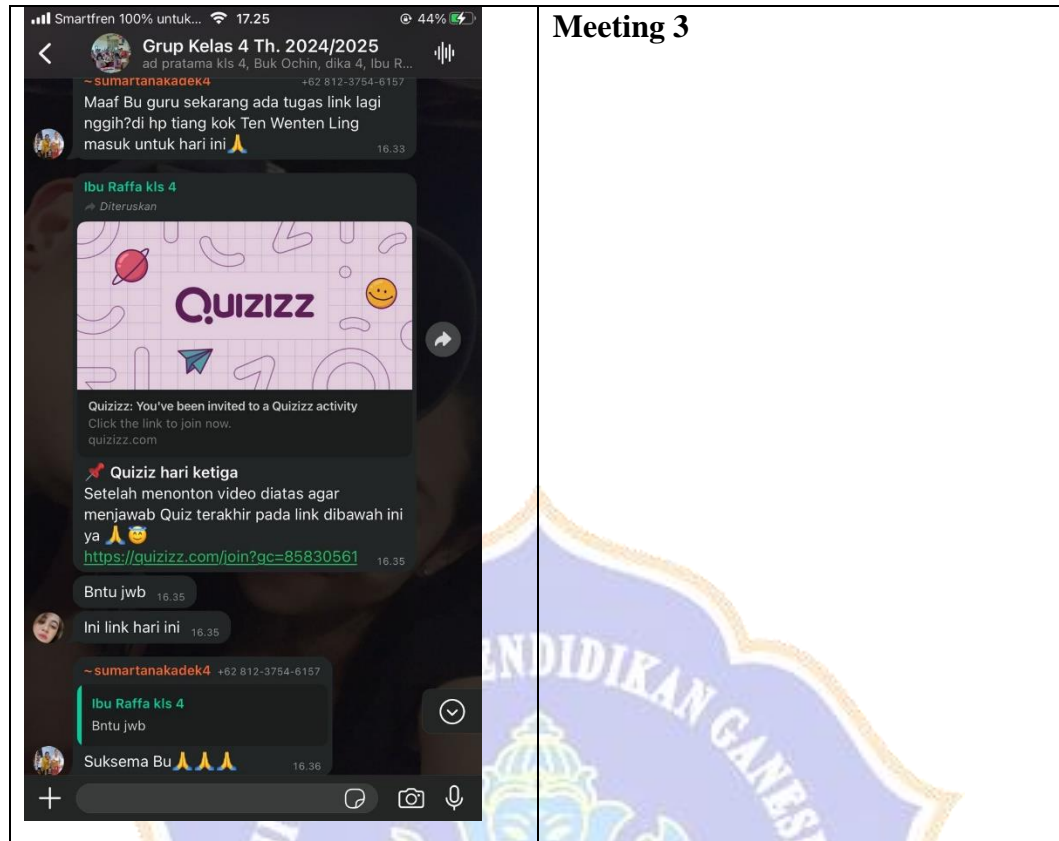 Smartfren 100% untuk... 17.25 44%
Grup Kelas 4 Th. 2024/2025
ad pratama kls 4, Buk Ochin, dika 4, Ibu R...
~sumartanakadek4 +62 812-3754-6157
Maaf Bu guru sekarang ada tugas link lagi
nggih?di hp tiang kok Ten Wenten Ling
masuk untuk hari ini🙏 16.33
Ibu Raffa kls 4
Diteruskan
QUIZIZZ
Quizizz: You've been invited to a Quizizz activity
Click the link to join now.
quizizz.com
📌 Quiziz hari ketiga
Setelah menonton video diatas agar
menjawab Quiz terakhir pada link dibawah ini
ya 🙏😇
https://quizizz.com/join?gc=85830561 16.35
Bntu jwb 16.35
Ini link hari ini 16.35
~sumartanakadek4 +62 812-3754-6157
Ibu Raffa kls 4
Bntu jwb
Suksema Bu🙏🙏🙏 16.36
Meeting 3
ENDIDIKAN GANES